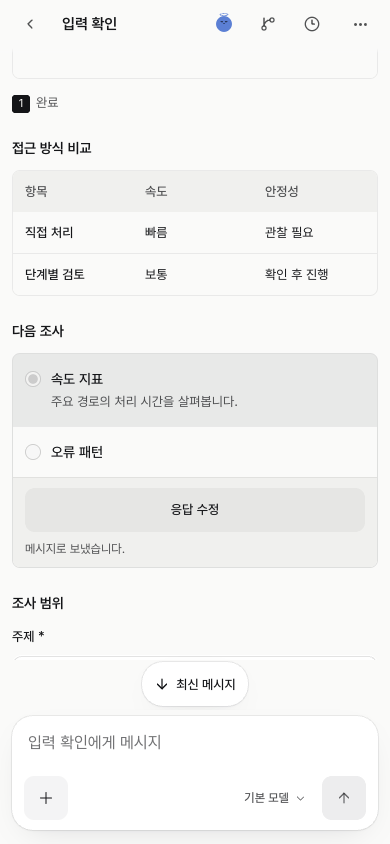 입력 확인
1 완료
접근 방식 비교
항목 속도 안정성
직접 처리 빠름 관찰 필요
단계별 검토 보통 확인 후 진행
다음 조사
속도 지표
주요 경로의 처리 시간을 살펴봅니다.
오류 패턴
응답 수정
메시지로 보냈습니다.
조사 범위
주제 *
최신 메시지
입력 확인에게 메시지
기본 모델